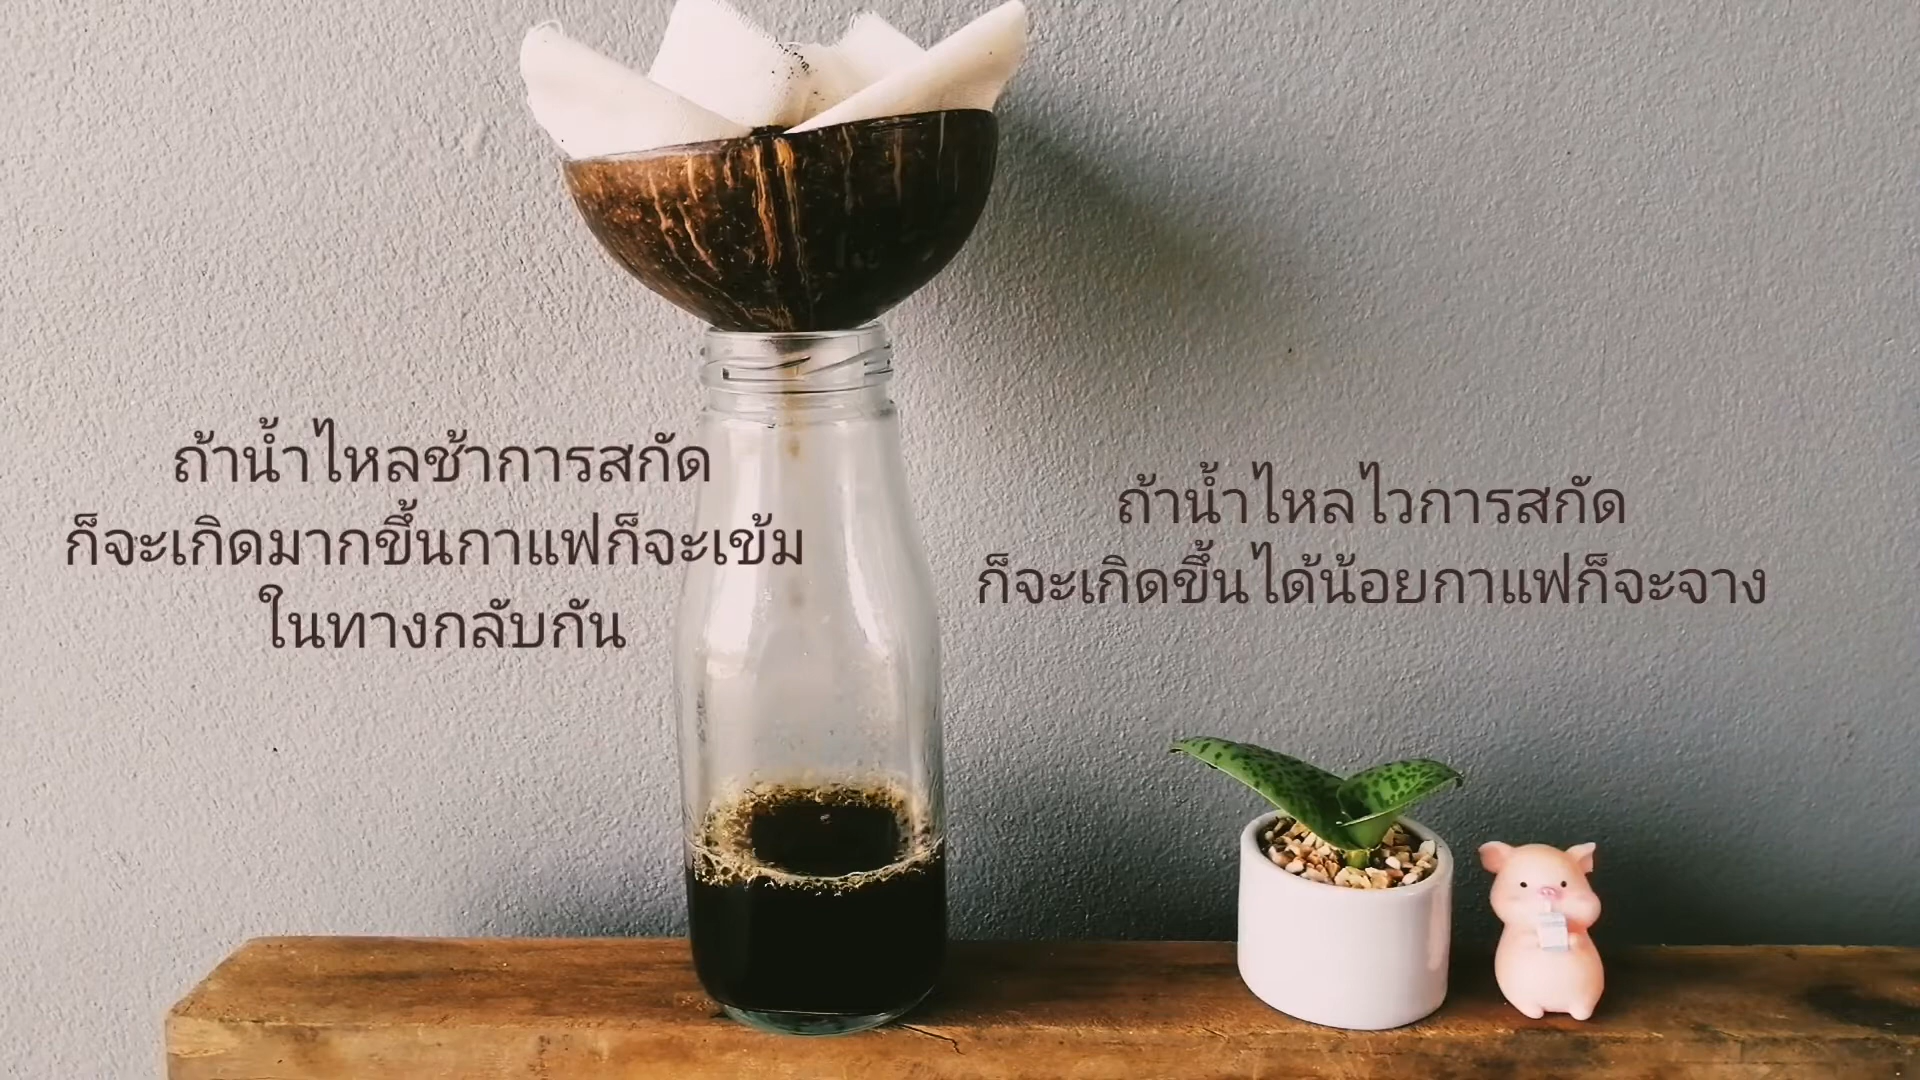 ถ้าน้ำไหลช้าการสกัด
ก็จะเกิดมากขึ้นกาแฟก็จะเข้ม
ในทางกลับกัน
ถ้าน้ำไหลไวการสกัด
ก็จะเกิดขึ้นได้น้อยกาแฟก็จะจาง